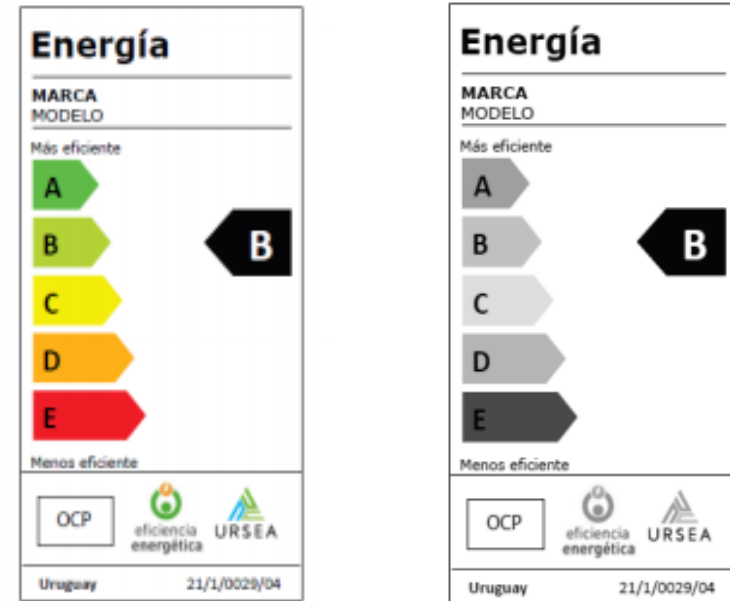 Energía
MARCA
MODELO
Más eficiente
A
B
B
C
D
E
Menos eficiente
OCP
eficiencia
energética
URSEA
Uruguay 21/1/0029/04
Energía
MARCA
MODELO
Más eficiente
A
B
B
C
D
E
Menos eficiente
OCP
eficiencia
energética
URSEA
Uruguay 21/1/0029/04